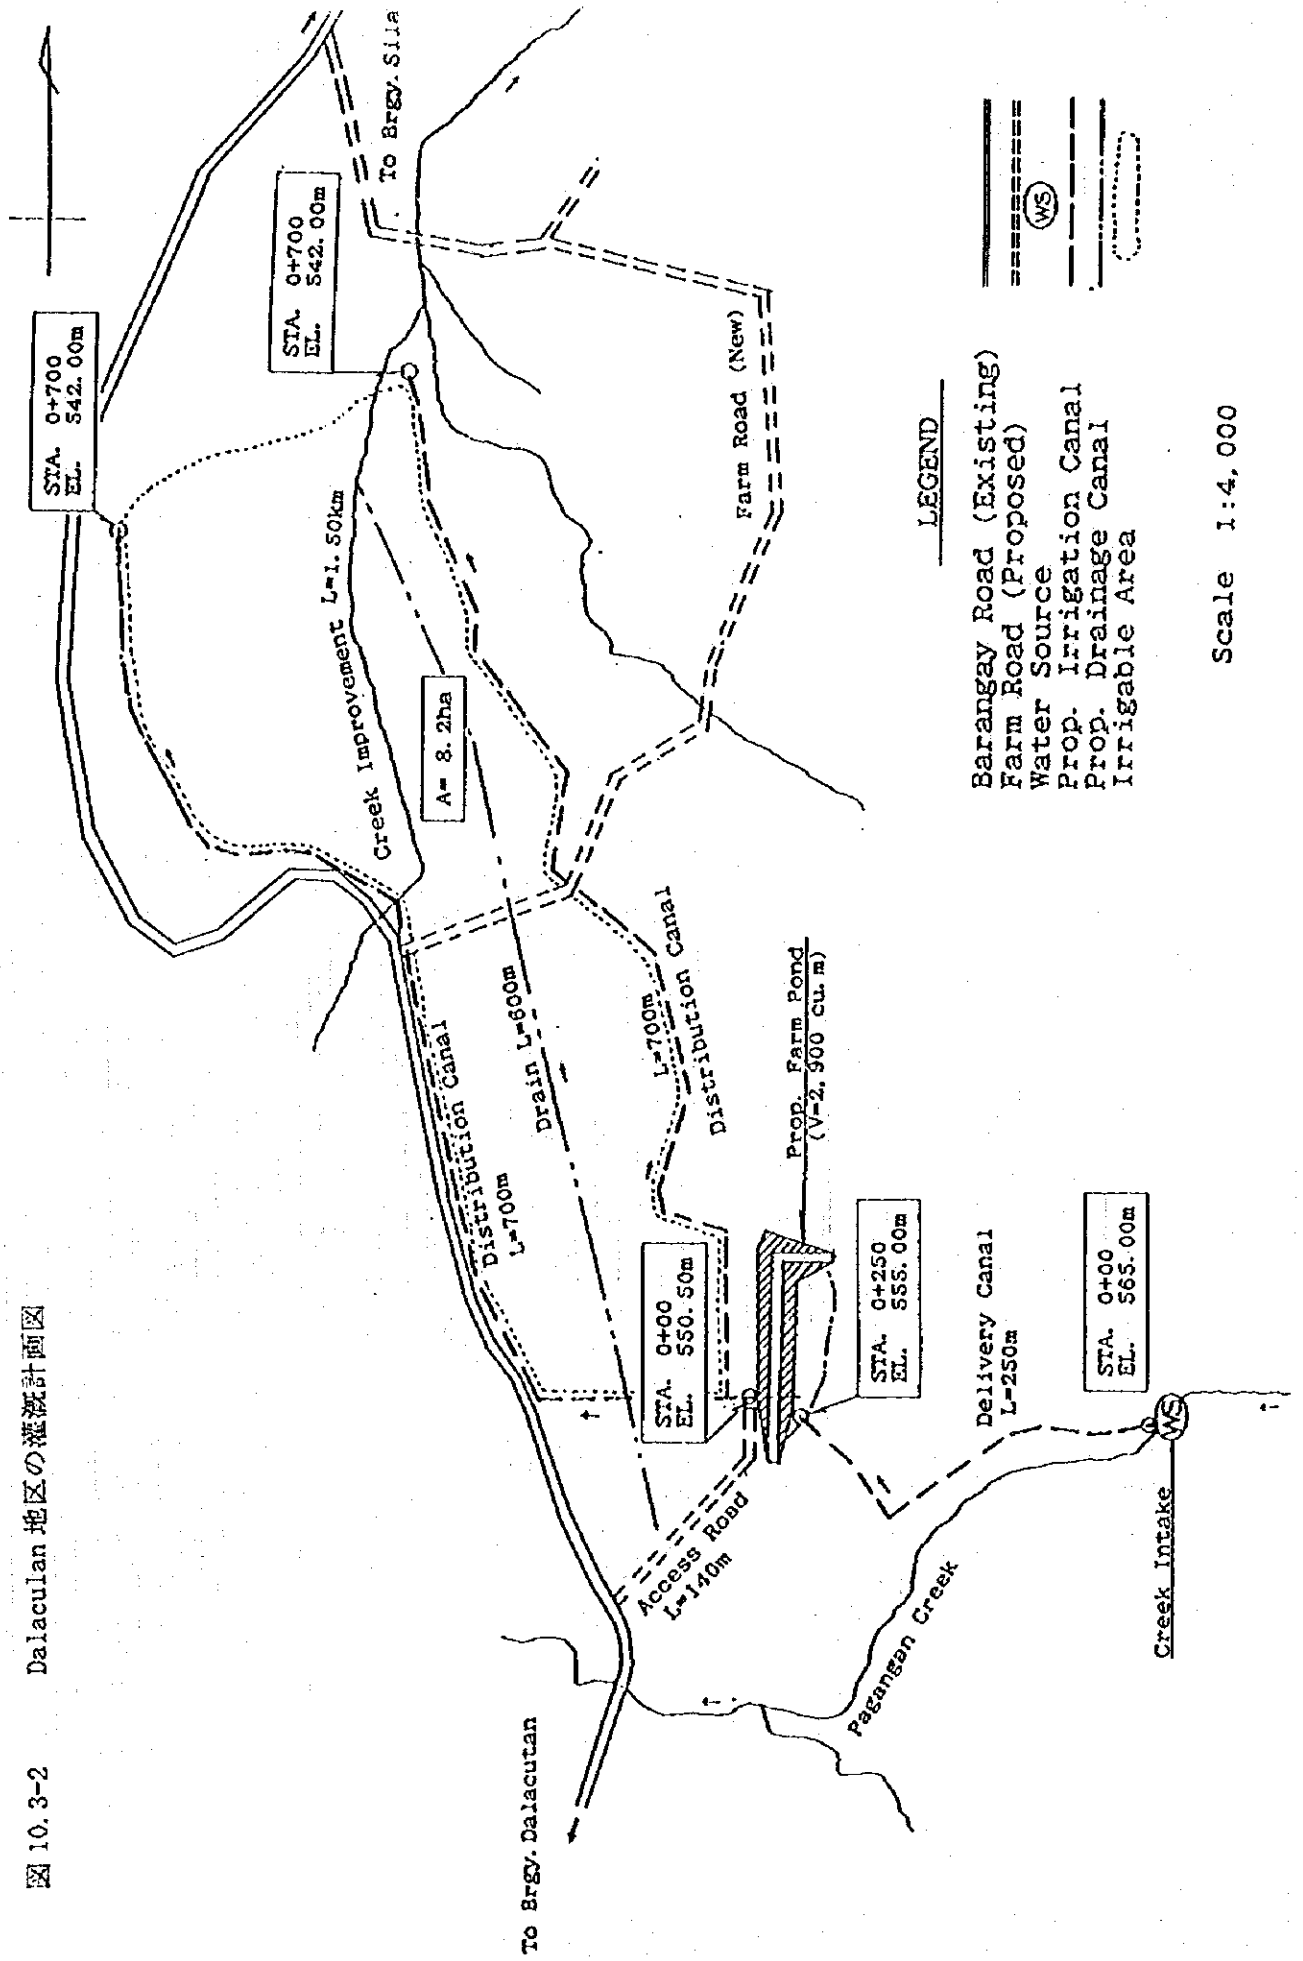 図 10.3-2 Dalaculan 地区の灌漑計画図
STA. 0+700
EL. 542.00m
STA. 0+700
EL. 542.00m
To Brgy. Sila
Creek Improvement L=1.50km
A= 8.2ha
Farm Road (New)
Distribution Canal
L=700m
Drain L=600m
L=700m
Distribution Canal
Prop. Farm Pond
(V=2,900 cu.m)
STA. 0+00
EL. 550.50m
STA. 0+250
EL. 555.00m
Delivery Canal
L=250m
STA. 0+00
EL. 565.00m
WS
Creek Intake
Access Road
L=140m
Pagangan Creek
To Brgy. Dalacutan
LEGEND
Barangay Road (Existing)
Farm Road (Proposed)
Water Source WS
Prop. Irrigation Canal
Prop. Drainage Canal
Irrigable Area
Scale 1:4,000